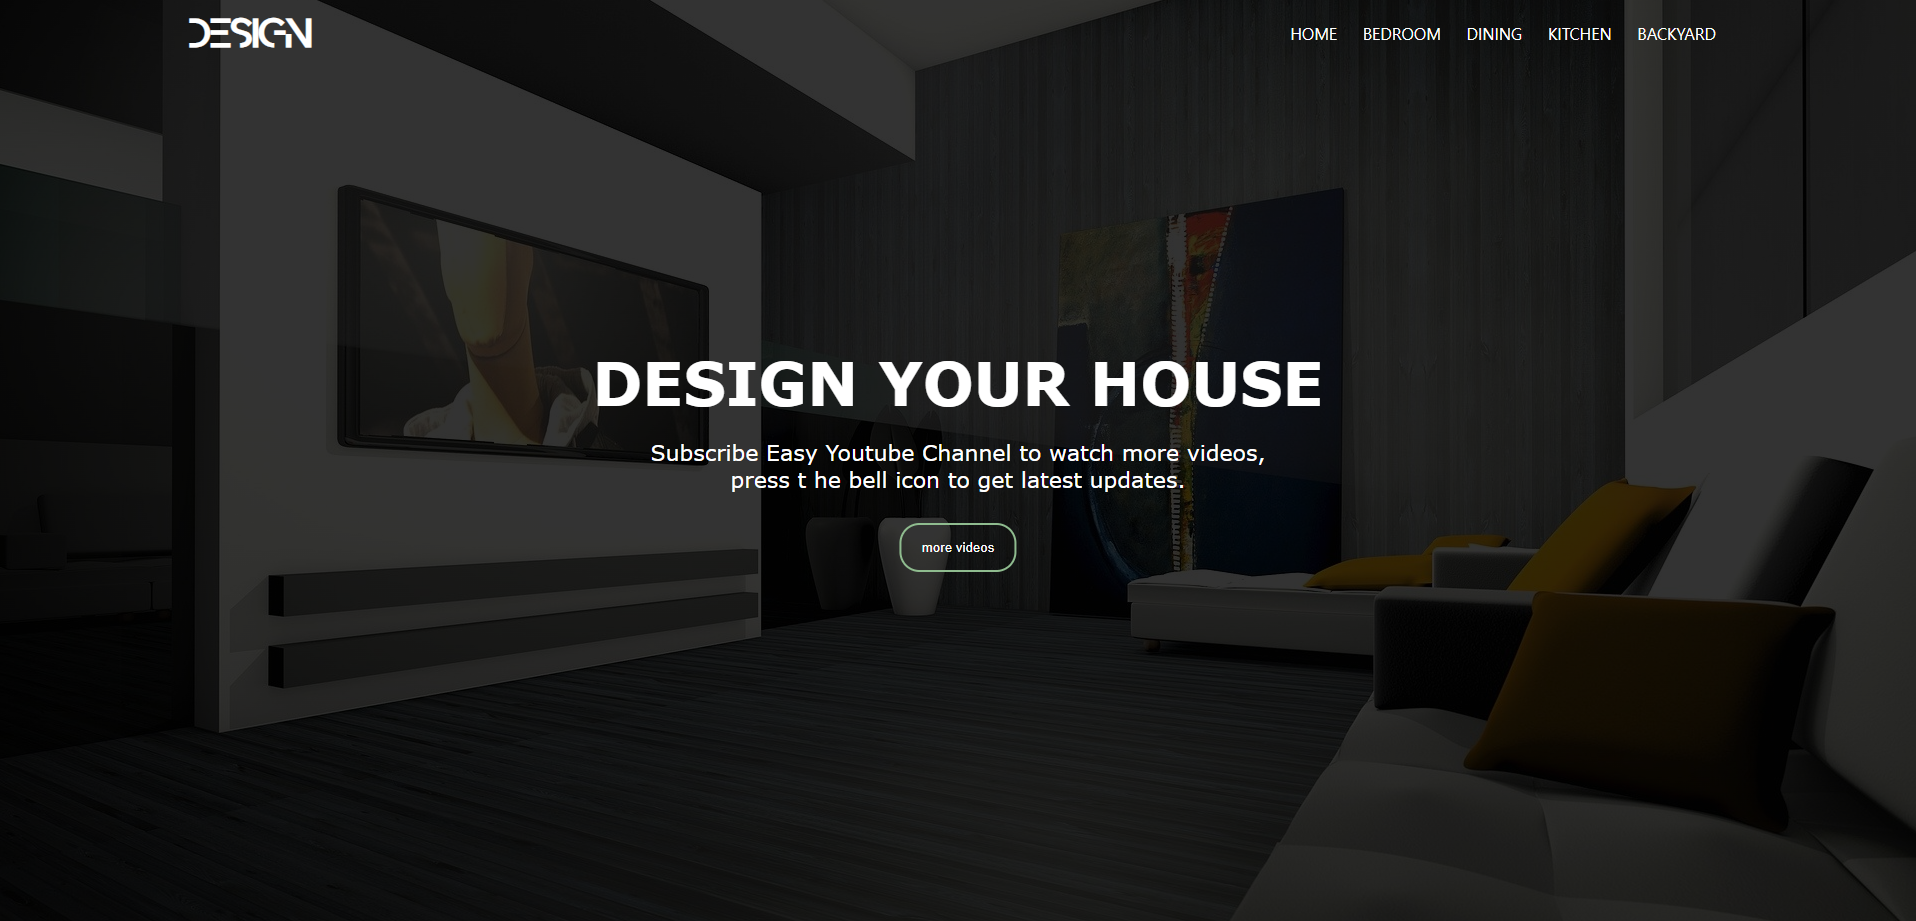 DESIGN
HOME BEDROOM DINING KITCHEN BACKYARD
DESIGN YOUR HOUSE
Subscribe Easy Youtube Channel to watch more videos,
press t he bell icon to get latest updates.
more videos